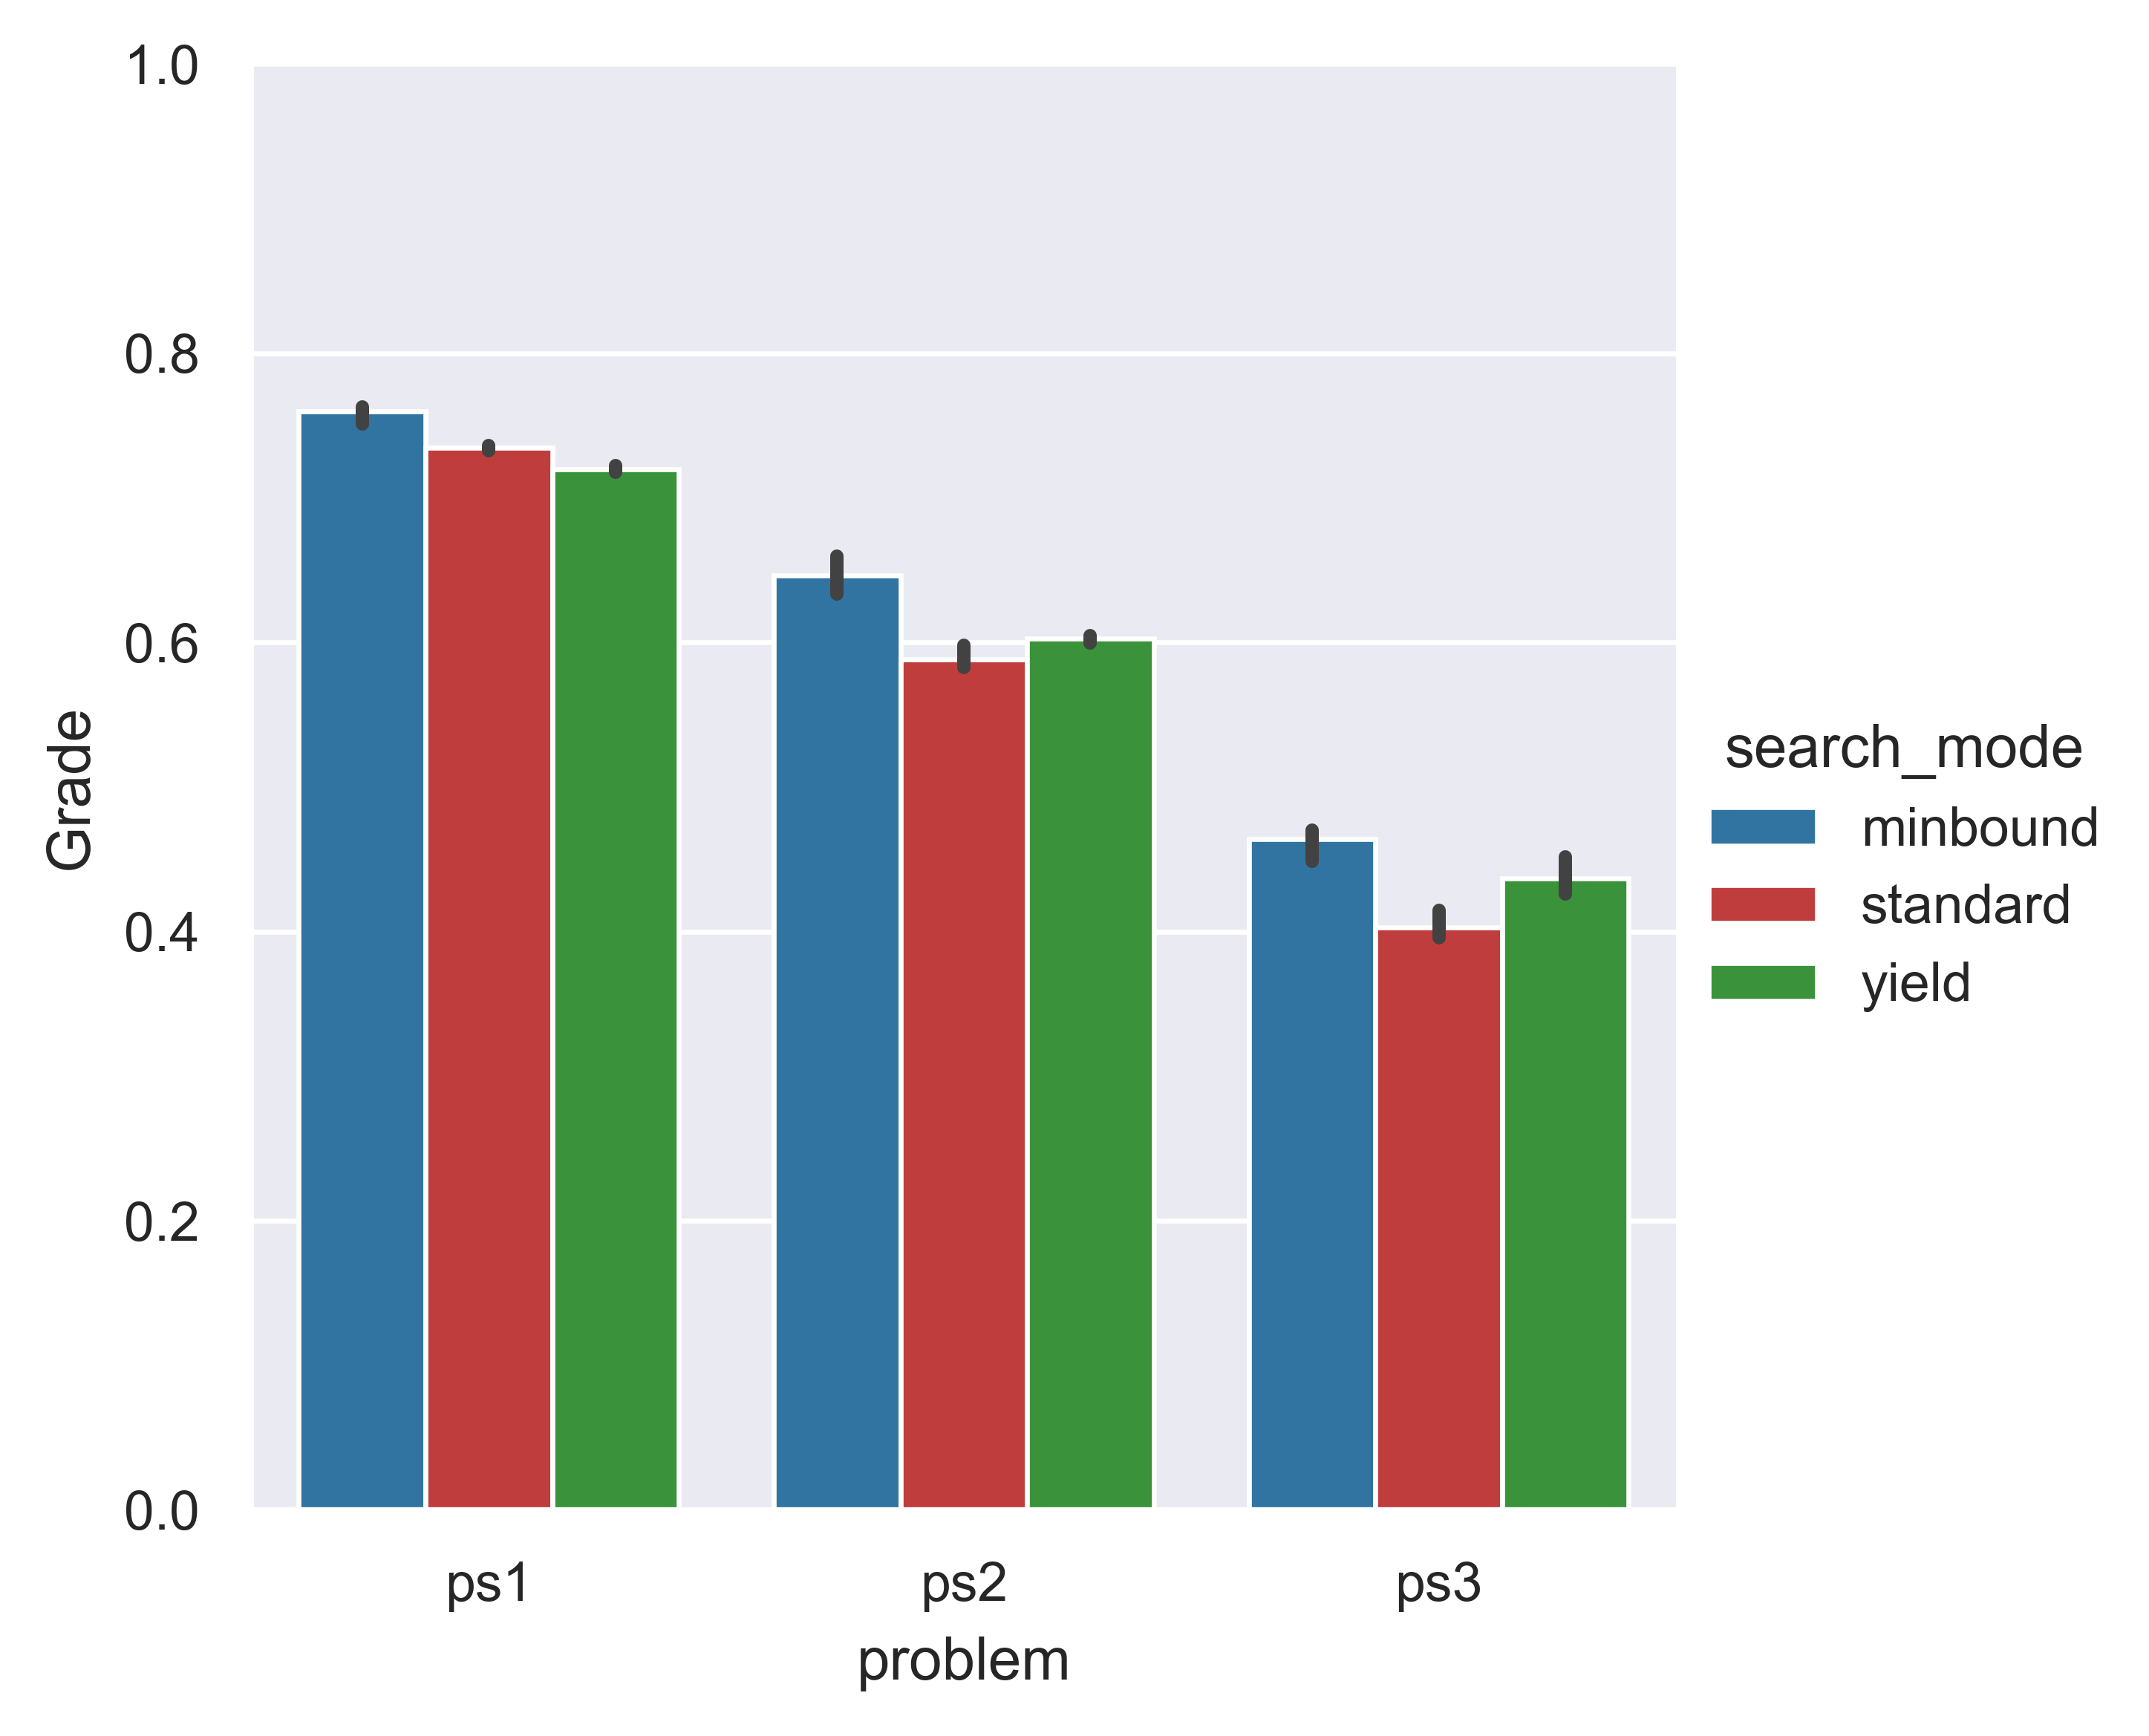 1.0
0.8
0.6
0.4
0.2
0.0
Grade
ps1
ps2
ps3
problem
search_mode
minbound
standard
yield